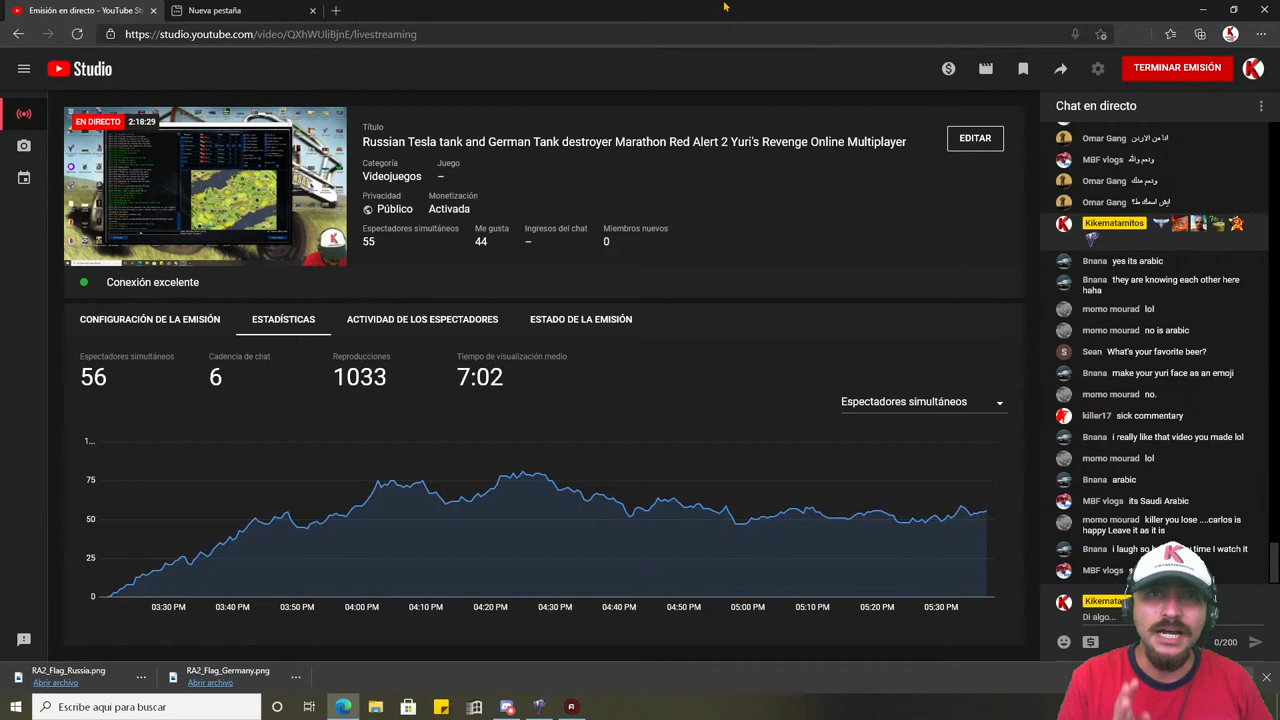 Emisión en directo - YouTube St
Nueva pestaña
https://studio.youtube.com/video/QXhWUliBjnE/livestreaming
Studio
TERMINAR EMISIÓN
EN DIRECTO 2:18:29
Título
Russian Teslatank and German Tank Destroyer Marathon Red Alert 2 Yuri's Revenge Online Multiplayer
EDITAR
Categoría Juego
Videojuegos –
Privacidad Monetización
Público Activada
Espectadores simultáneos Me gusta Ingresos del chat Miembros nuevos
55 44 – 0
Conexión excelente
CONFIGURACIÓN DE LA EMISIÓN ESTADÍSTICAS ACTIVIDAD DE LOS ESPECTADORES ESTADO DE LA EMISIÓN
Espectadores simultáneos Cadencia de chat Reproducciones Tiempo de visualización medio
56 6 1033 7:02
Espectadores simultáneos
1...
75
50
25
0
03:30 PM 03:40 PM 03:50 PM 04:00 PM 04:10 PM 04:20 PM 04:30 PM 04:40 PM 04:50 PM 05:00 PM 05:10 PM 05:20 PM 05:30 PM
Chat en directo
Omar Gang اذا من الاردن
MBF vlogs ودمم والله
Omar Gang ودمم متك
Omar Gang ايش اسمك ط؟
Kikematamitos
Bnana yes its arabic
Bnana they are knowing each other here
haha
momo mourad lol
momo mourad no is arabic
Sean What's your favorite beer?
Bnana make your yuri face as an emoji
momo mourad no.
killer17 sick commentary
Bnana i really like that video you made lol
momo mourad lol
Bnana arabic
MBF vlogs its Saudi Arabic
momo mourad killer you lose ....carlos is
happy Leave it as it is
Bnana i laugh so time I watch it
MBF vlogs
Kikemata
Di algo...
0/200
K
RA2_Flag_Russia.png
Abrir archivo
RA2_Flag_Germany.png
Abrir archivo
Escribe aquí para buscar